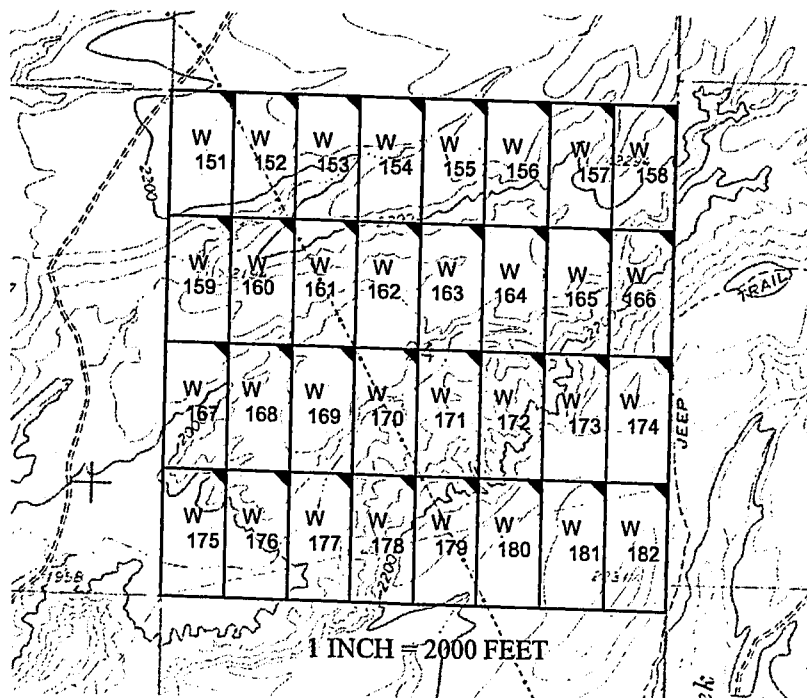 W 151
W 152
W 153
W 154
W 155
W 156
W 157
W 158
2200
W 159
W 160
W 161
W 162
W 163
W 164
W 165
W 166
TRAIL
W 167
W 168
W 169
W 170
W 171
W 172
W 173
W 174
2000
JEEP
W 175
W 176
W 177
W 178
W 179
W 180
W 181
W 182
2200
1 INCH = 2000 FEET